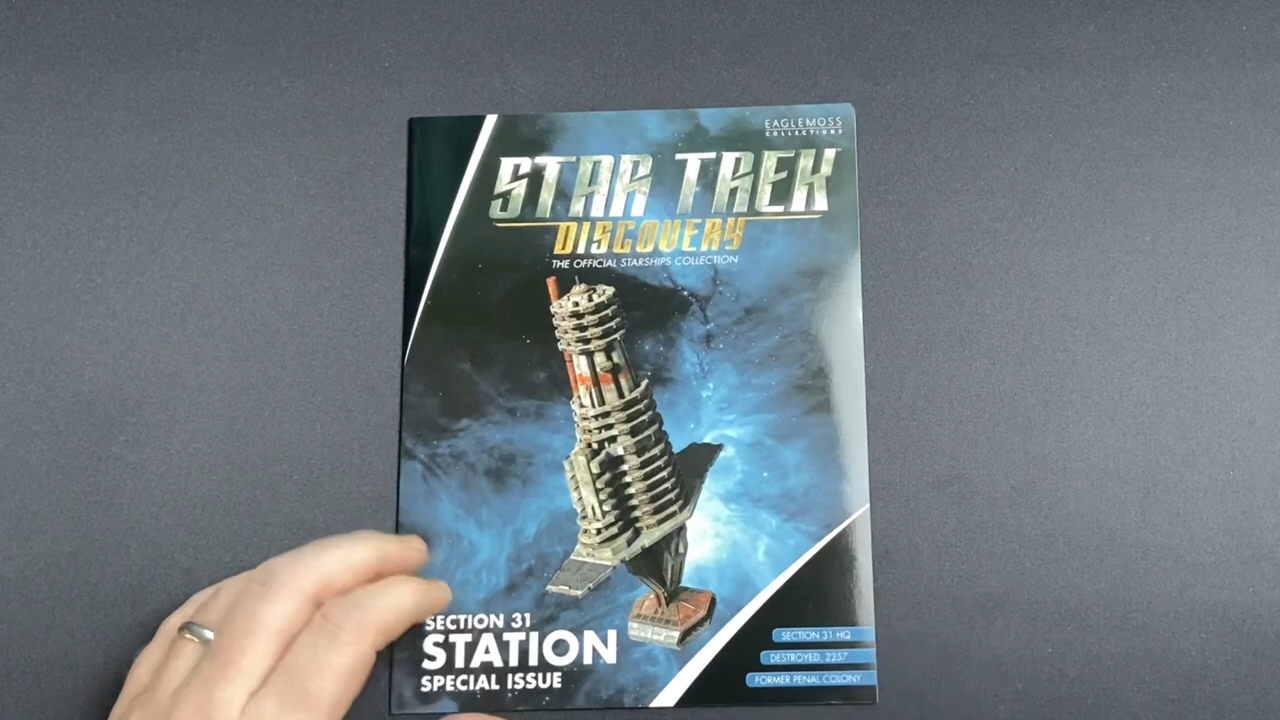 EAGLEMOSS
COLLECTIONS
STAR TREK
DISCOVERY
THE OFFICIAL STARSHIPS COLLECTION
SECTION 31
STATION
SPECIAL ISSUE
SECTION 31 HQ
DESTROYED: 2257
FORMER PENAL COLONY